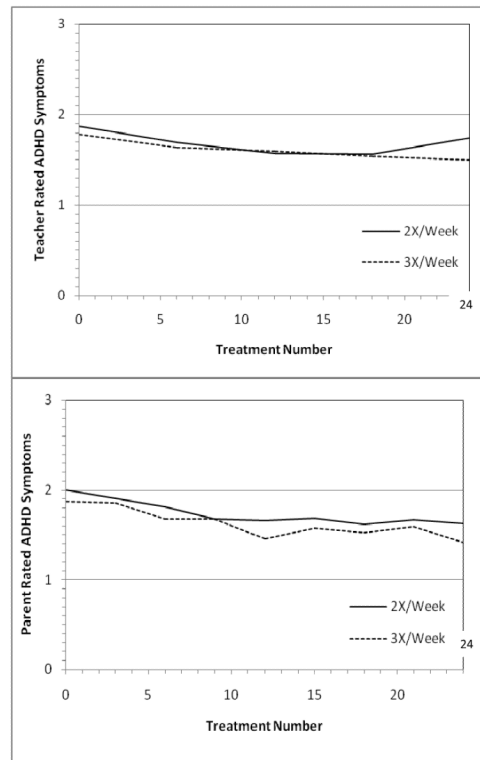 3
2
1
0
Teacher Rated ADHD Symptoms
2X/Week
3X/Week
0
5
10
15
20
24
Treatment Number
3
2
1
0
Parent Rated ADHD Symptoms
2X/Week
3X/Week
0
5
10
15
20
24
Treatment Number